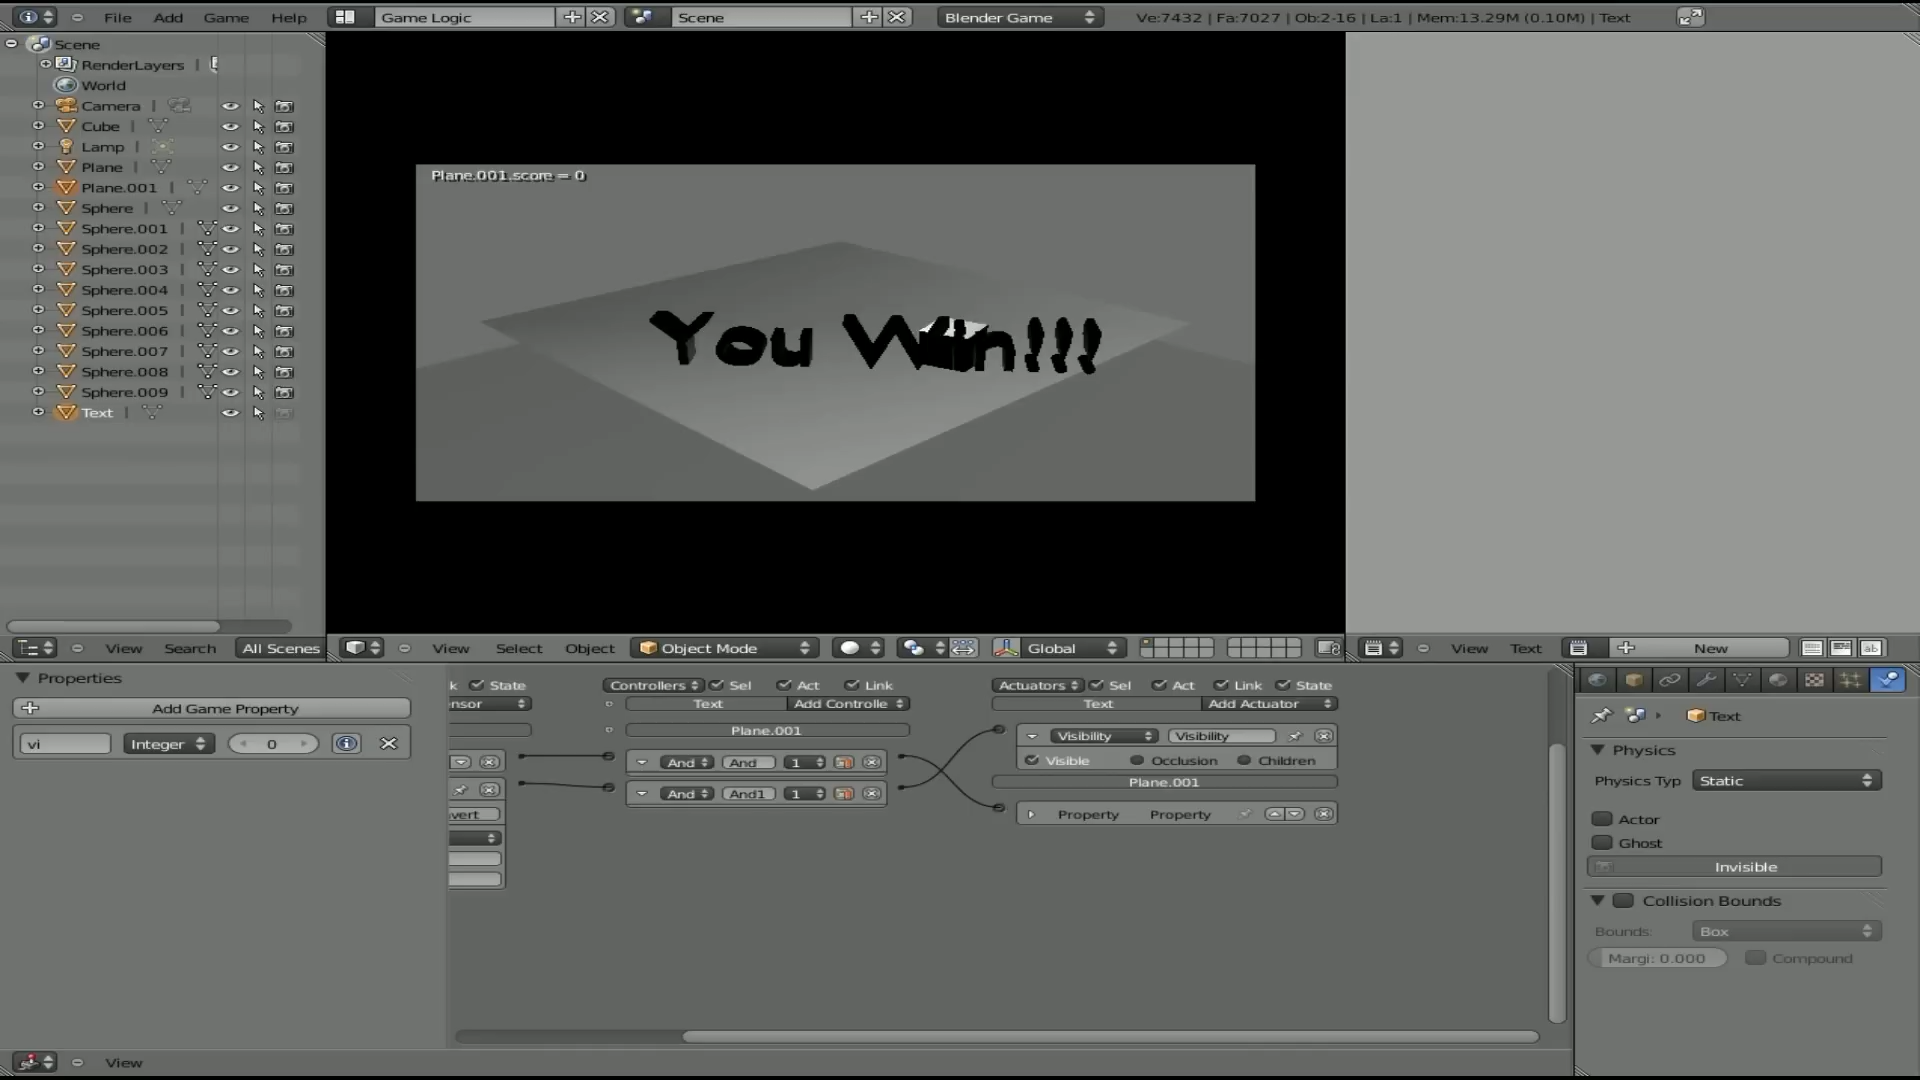 File Add Game Help Game Logic Scene Blender Game Ve:7432 | Fa:7027 | Ob:2-16 | La:1 | Mem:13.29M (0.10M) | Text
Scene
RenderLayers
World
Camera
Cube
Lamp
Plane
Plane.001
Sphere
Sphere.001
Sphere.002
Sphere.003
Sphere.004
Sphere.005
Sphere.006
Sphere.007
Sphere.008
Sphere.009
Text
Plane.001.score = 0
You Win!!!
View Search All Scenes View Select Object Object Mode Global View Text New
Properties
Add Game Property
vi Integer 0
k State Controllers Sel Act Link Actuators Sel Act Link State
ensor Text Add Controlle Text Add Actuator
Plane.001
And And 1
And And1 1
vert
Visibility Visibility
Visible Occlusion Children
Plane.001
Property Property
Text
Physics
Physics Typ Static
Actor
Ghost
Invisible
Collision Bounds
Bounds: Box
Margi: 0.000 Compound
View